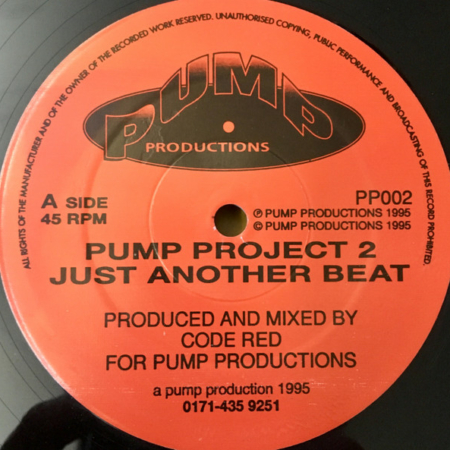 ALL RIGHTS OF THE MANUFACTURER AND OF THE OWNER OF THE RECORDED WORK RESERVED. UNAUTHORISED COPYING, PUBLIC PERFORMANCE AND BROADCASTING OF THIS RECORD PROHIBITED.
PUMP
PRODUCTIONS
A SIDE
45 RPM
PP002
℗ PUMP PRODUCTIONS 1995
© PUMP PRODUCTIONS 1995
PUMP PROJECT 2
JUST ANOTHER BEAT
PRODUCED AND MIXED BY
CODE RED
FOR PUMP PRODUCTIONS
a pump production 1995
0171-435 9251